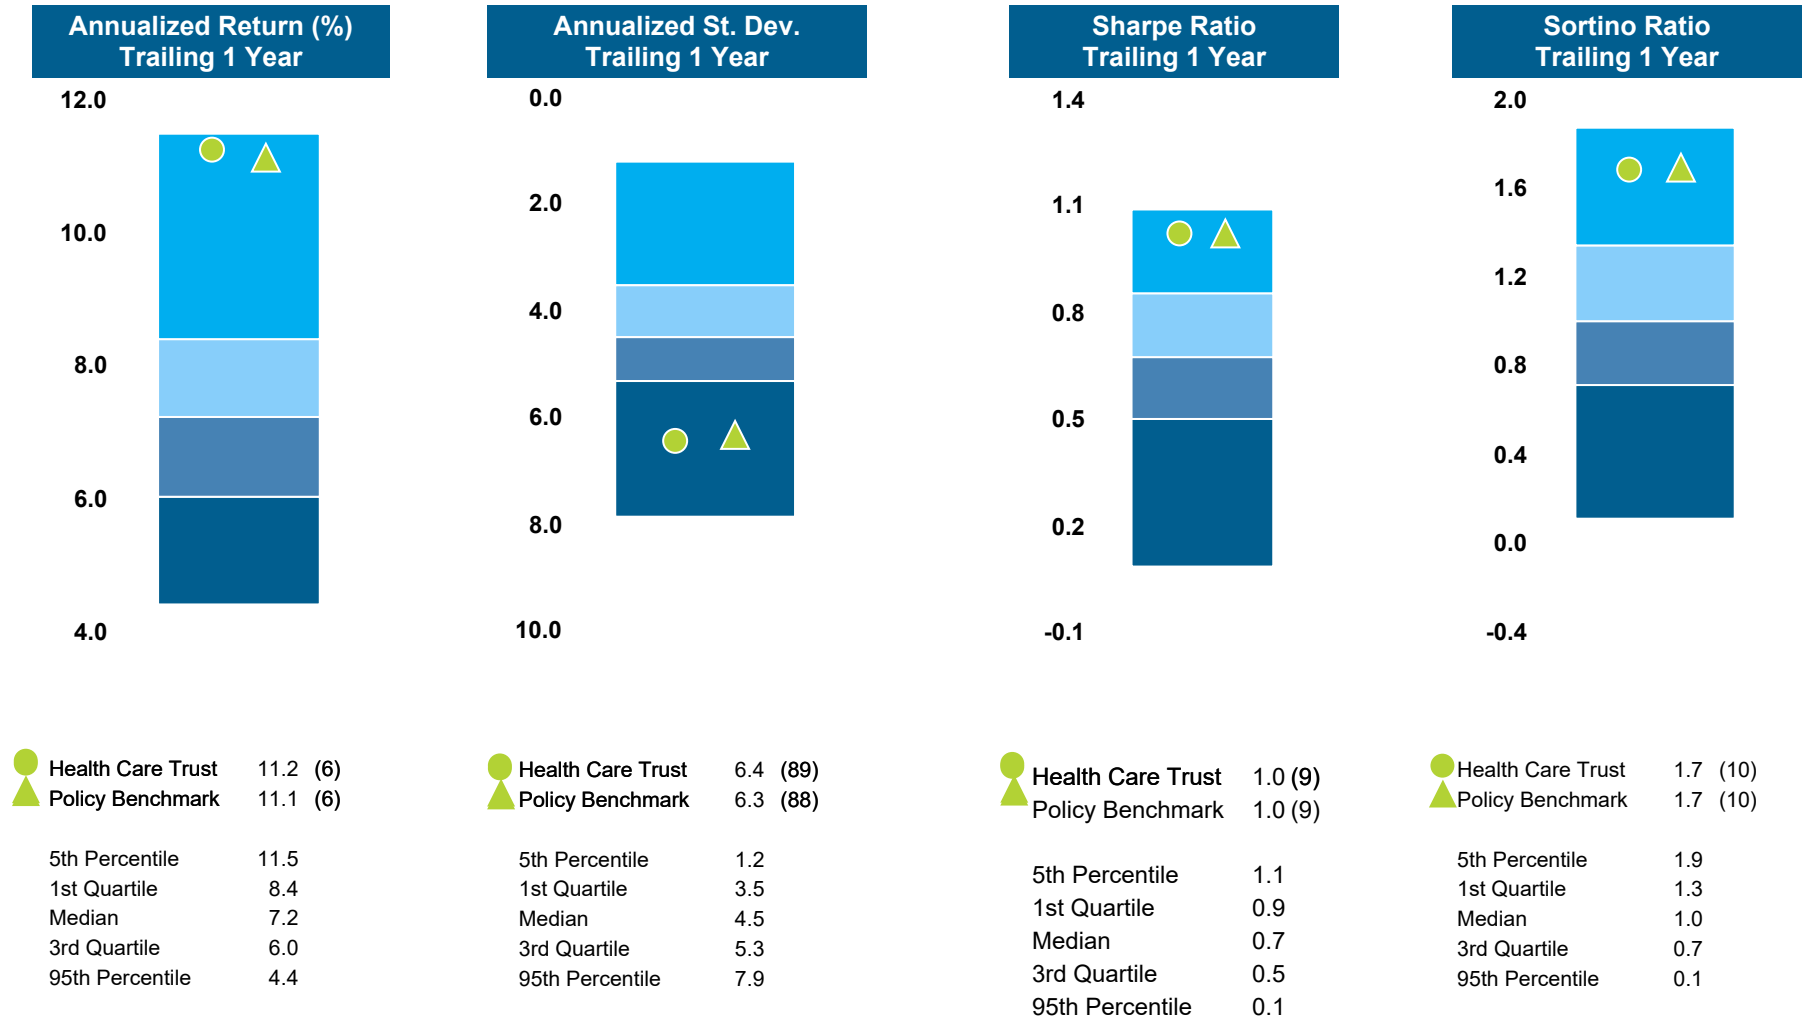 Annualized Return (%)
Trailing 1 Year
12.0
10.0
8.0
6.0
4.0
Health Care Trust 11.2 (6)
Policy Benchmark 11.1 (6)
5th Percentile 11.5
1st Quartile 8.4
Median 7.2
3rd Quartile 6.0
95th Percentile 4.4
Annualized St. Dev.
Trailing 1 Year
0.0
2.0
4.0
6.0
8.0
10.0
Health Care Trust 6.4 (89)
Policy Benchmark 6.3 (88)
5th Percentile 1.2
1st Quartile 3.5
Median 4.5
3rd Quartile 5.3
95th Percentile 7.9
Sharpe Ratio
Trailing 1 Year
1.4
1.1
0.8
0.5
0.2
-0.1
Health Care Trust 1.0 (9)
Policy Benchmark 1.0 (9)
5th Percentile 1.1
1st Quartile 0.9
Median 0.7
3rd Quartile 0.5
95th Percentile 0.1
Sortino Ratio
Trailing 1 Year
2.0
1.6
1.2
0.8
0.4
0.0
-0.4
Health Care Trust 1.7 (10)
Policy Benchmark 1.7 (10)
5th Percentile 1.9
1st Quartile 1.3
Median 1.0
3rd Quartile 0.7
95th Percentile 0.1